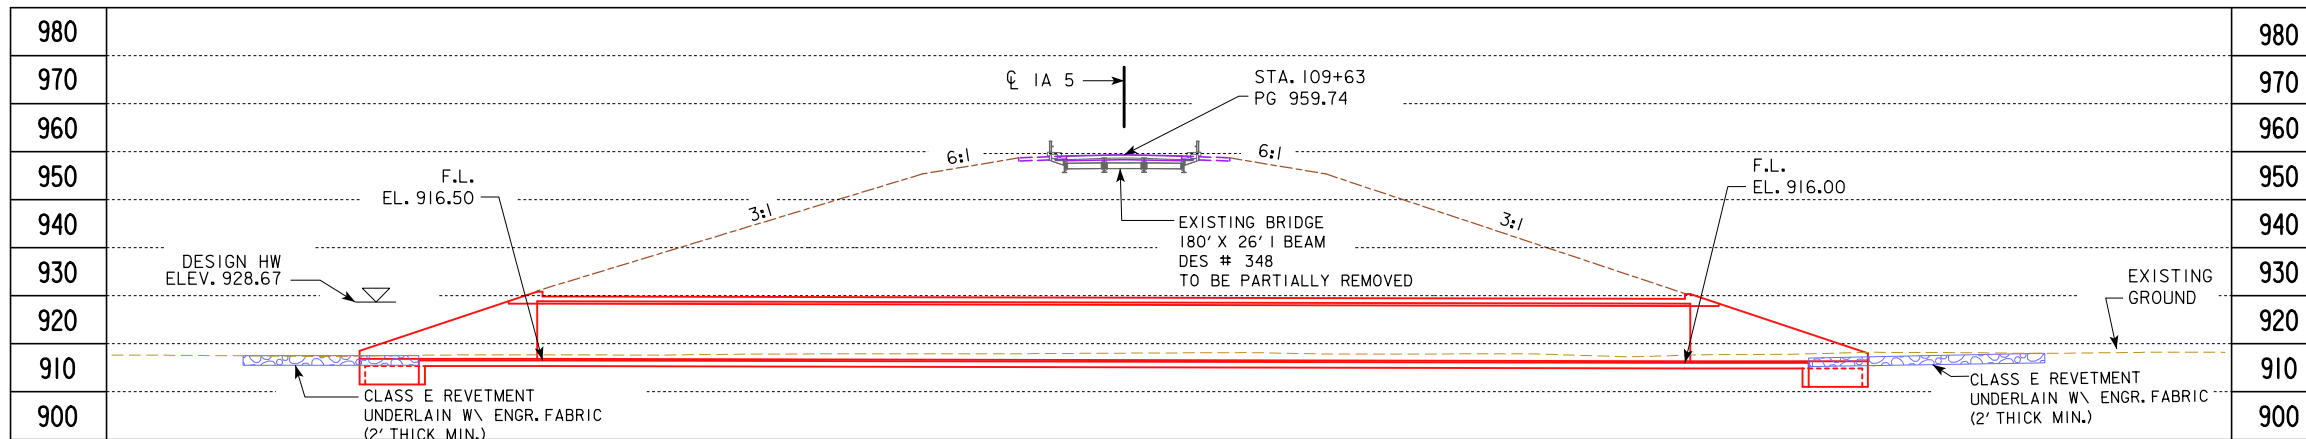 980
980
970
970
℄ IA 5
STA. 109+63
PG 959.74
960
960
6:1
6:1
950
950
F.L.
EL. 916.50
F.L.
EL. 916.00
3:1
3:1
940
940
EXISTING BRIDGE
180' X 26' I BEAM
DES # 348
TO BE PARTIALLY REMOVED
DESIGN HW
ELEV. 928.67
930
930
EXISTING
GROUND
920
920
910
910
CLASS E REVETMENT
UNDERLAIN W\ ENGR. FABRIC
(2' THICK MIN.)
CLASS E REVETMENT
UNDERLAIN W\ ENGR. FABRIC
(2' THICK MIN.)
900
900